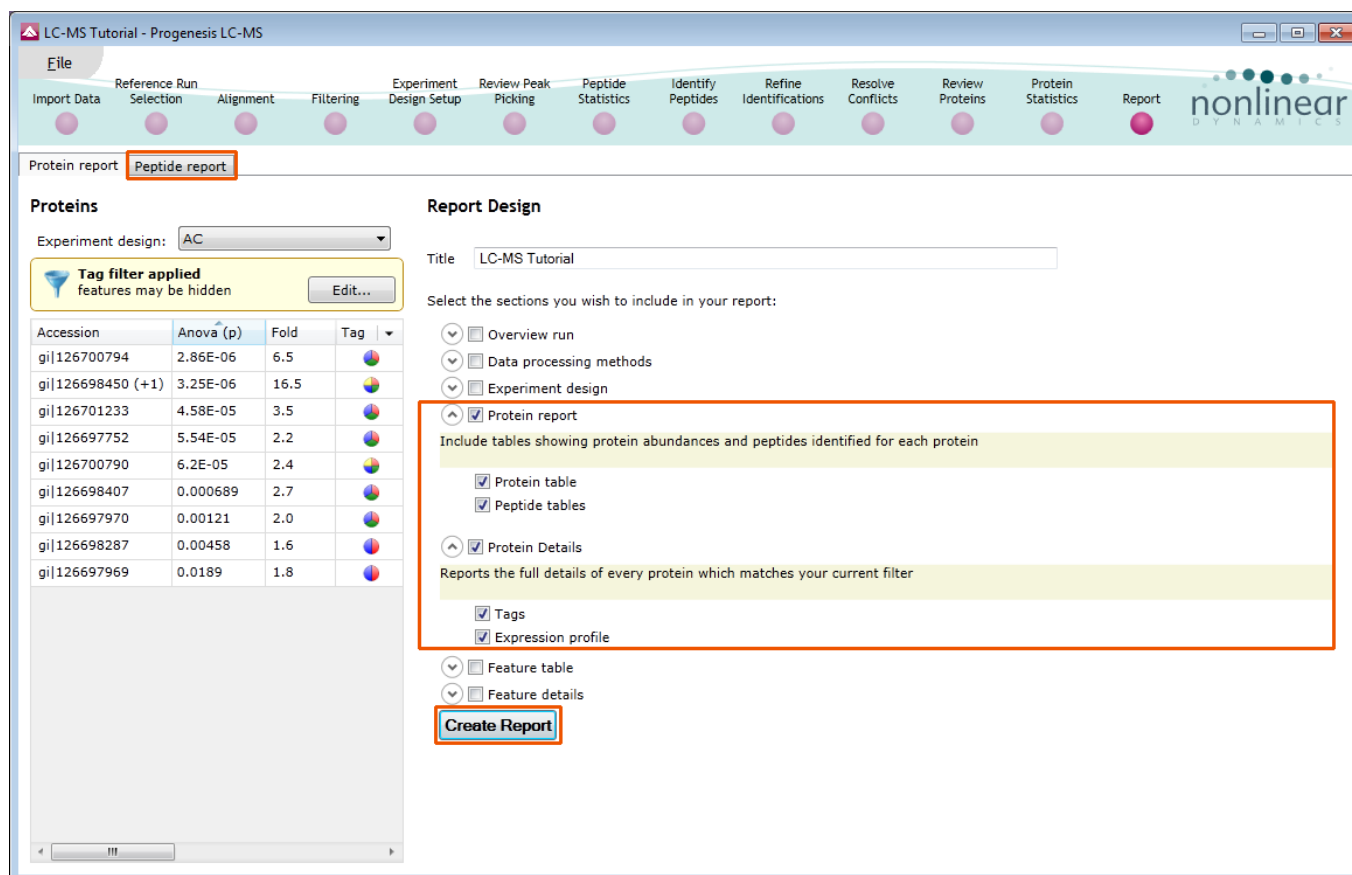 LC-MS Tutorial - Progenesis LC-MS
File
Import Data
Reference Run
Selection
Alignment
Filtering
Experiment
Design Setup
Review Peak
Picking
Peptide
Statistics
Identify
Peptides
Refine
Identifications
Resolve
Conflicts
Review
Proteins
Protein
Statistics
Report
nonlinear
DYNAMICS
Protein report Peptide report
Proteins
Experiment design: AC
Tag filter applied
features may be hidden
Edit...
Accession Anova (p) Fold Tag
gi|126700794 2.86E-06 6.5
gi|126698450 (+1) 3.25E-06 16.5
gi|126701233 4.58E-05 3.5
gi|126697752 5.54E-05 2.2
gi|126700790 6.2E-05 2.4
gi|126698407 0.000689 2.7
gi|126697970 0.00121 2.0
gi|126698287 0.00458 1.6
gi|126697969 0.0189 1.8
Report Design
Title LC-MS Tutorial
Select the sections you wish to include in your report:
Overview run
Data processing methods
Experiment design
Protein report
Include tables showing protein abundances and peptides identified for each protein
Protein table
Peptide tables
Protein Details
Reports the full details of every protein which matches your current filter
Tags
Expression profile
Feature table
Feature details
Create Report